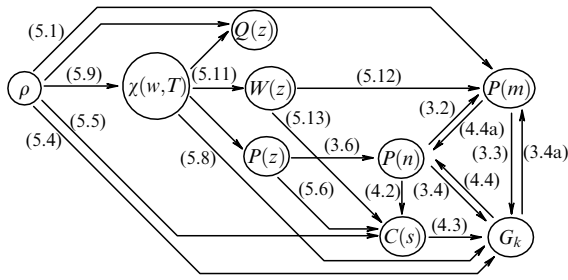 (5.1)
Q(z)
(5.9)
(5.11)
(5.12)
ρ
χ(w,T)
W(z)
P(m)
(5.5)
(5.4)
(5.13)
(3.2)
(4.4a)
(5.8)
P(z)
(3.6)
P(n)
(3.3)
(3.4a)
(5.6)
(4.2)
(3.4)
(4.4)
C(s)
(4.3)
G_k